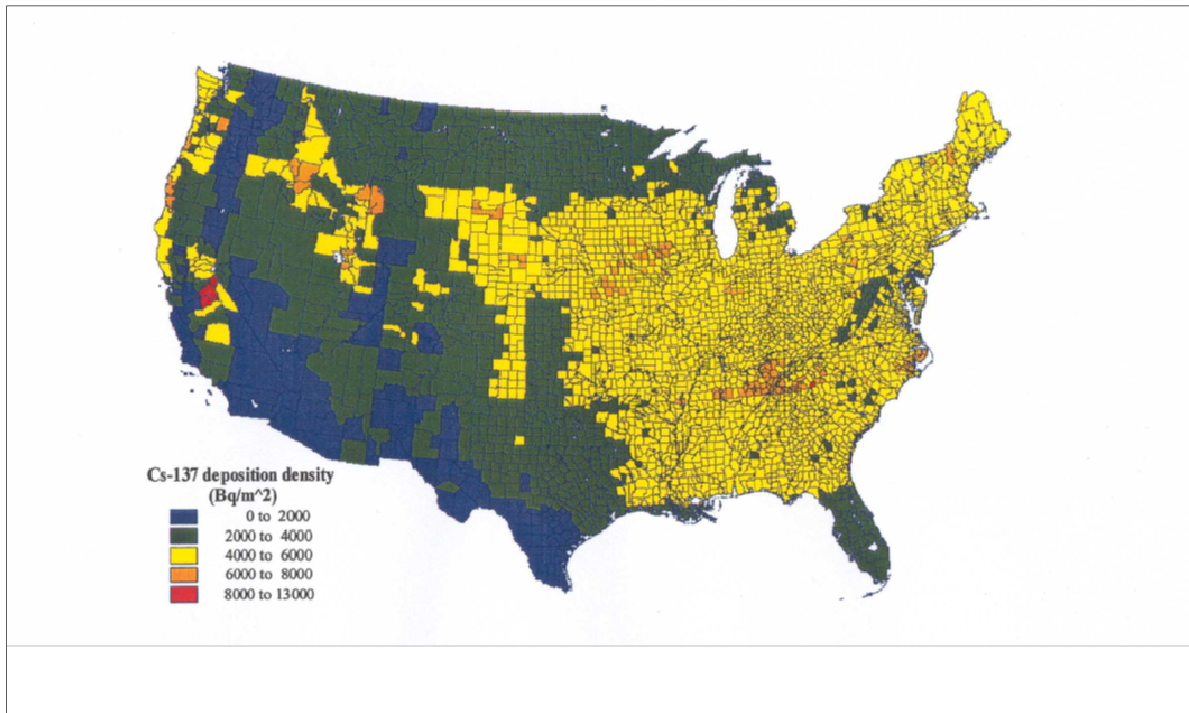 Cs-137 deposition density
(Bq/m^2)
0 to 2000
2000 to 4000
4000 to 6000
6000 to 8000
8000 to 13000